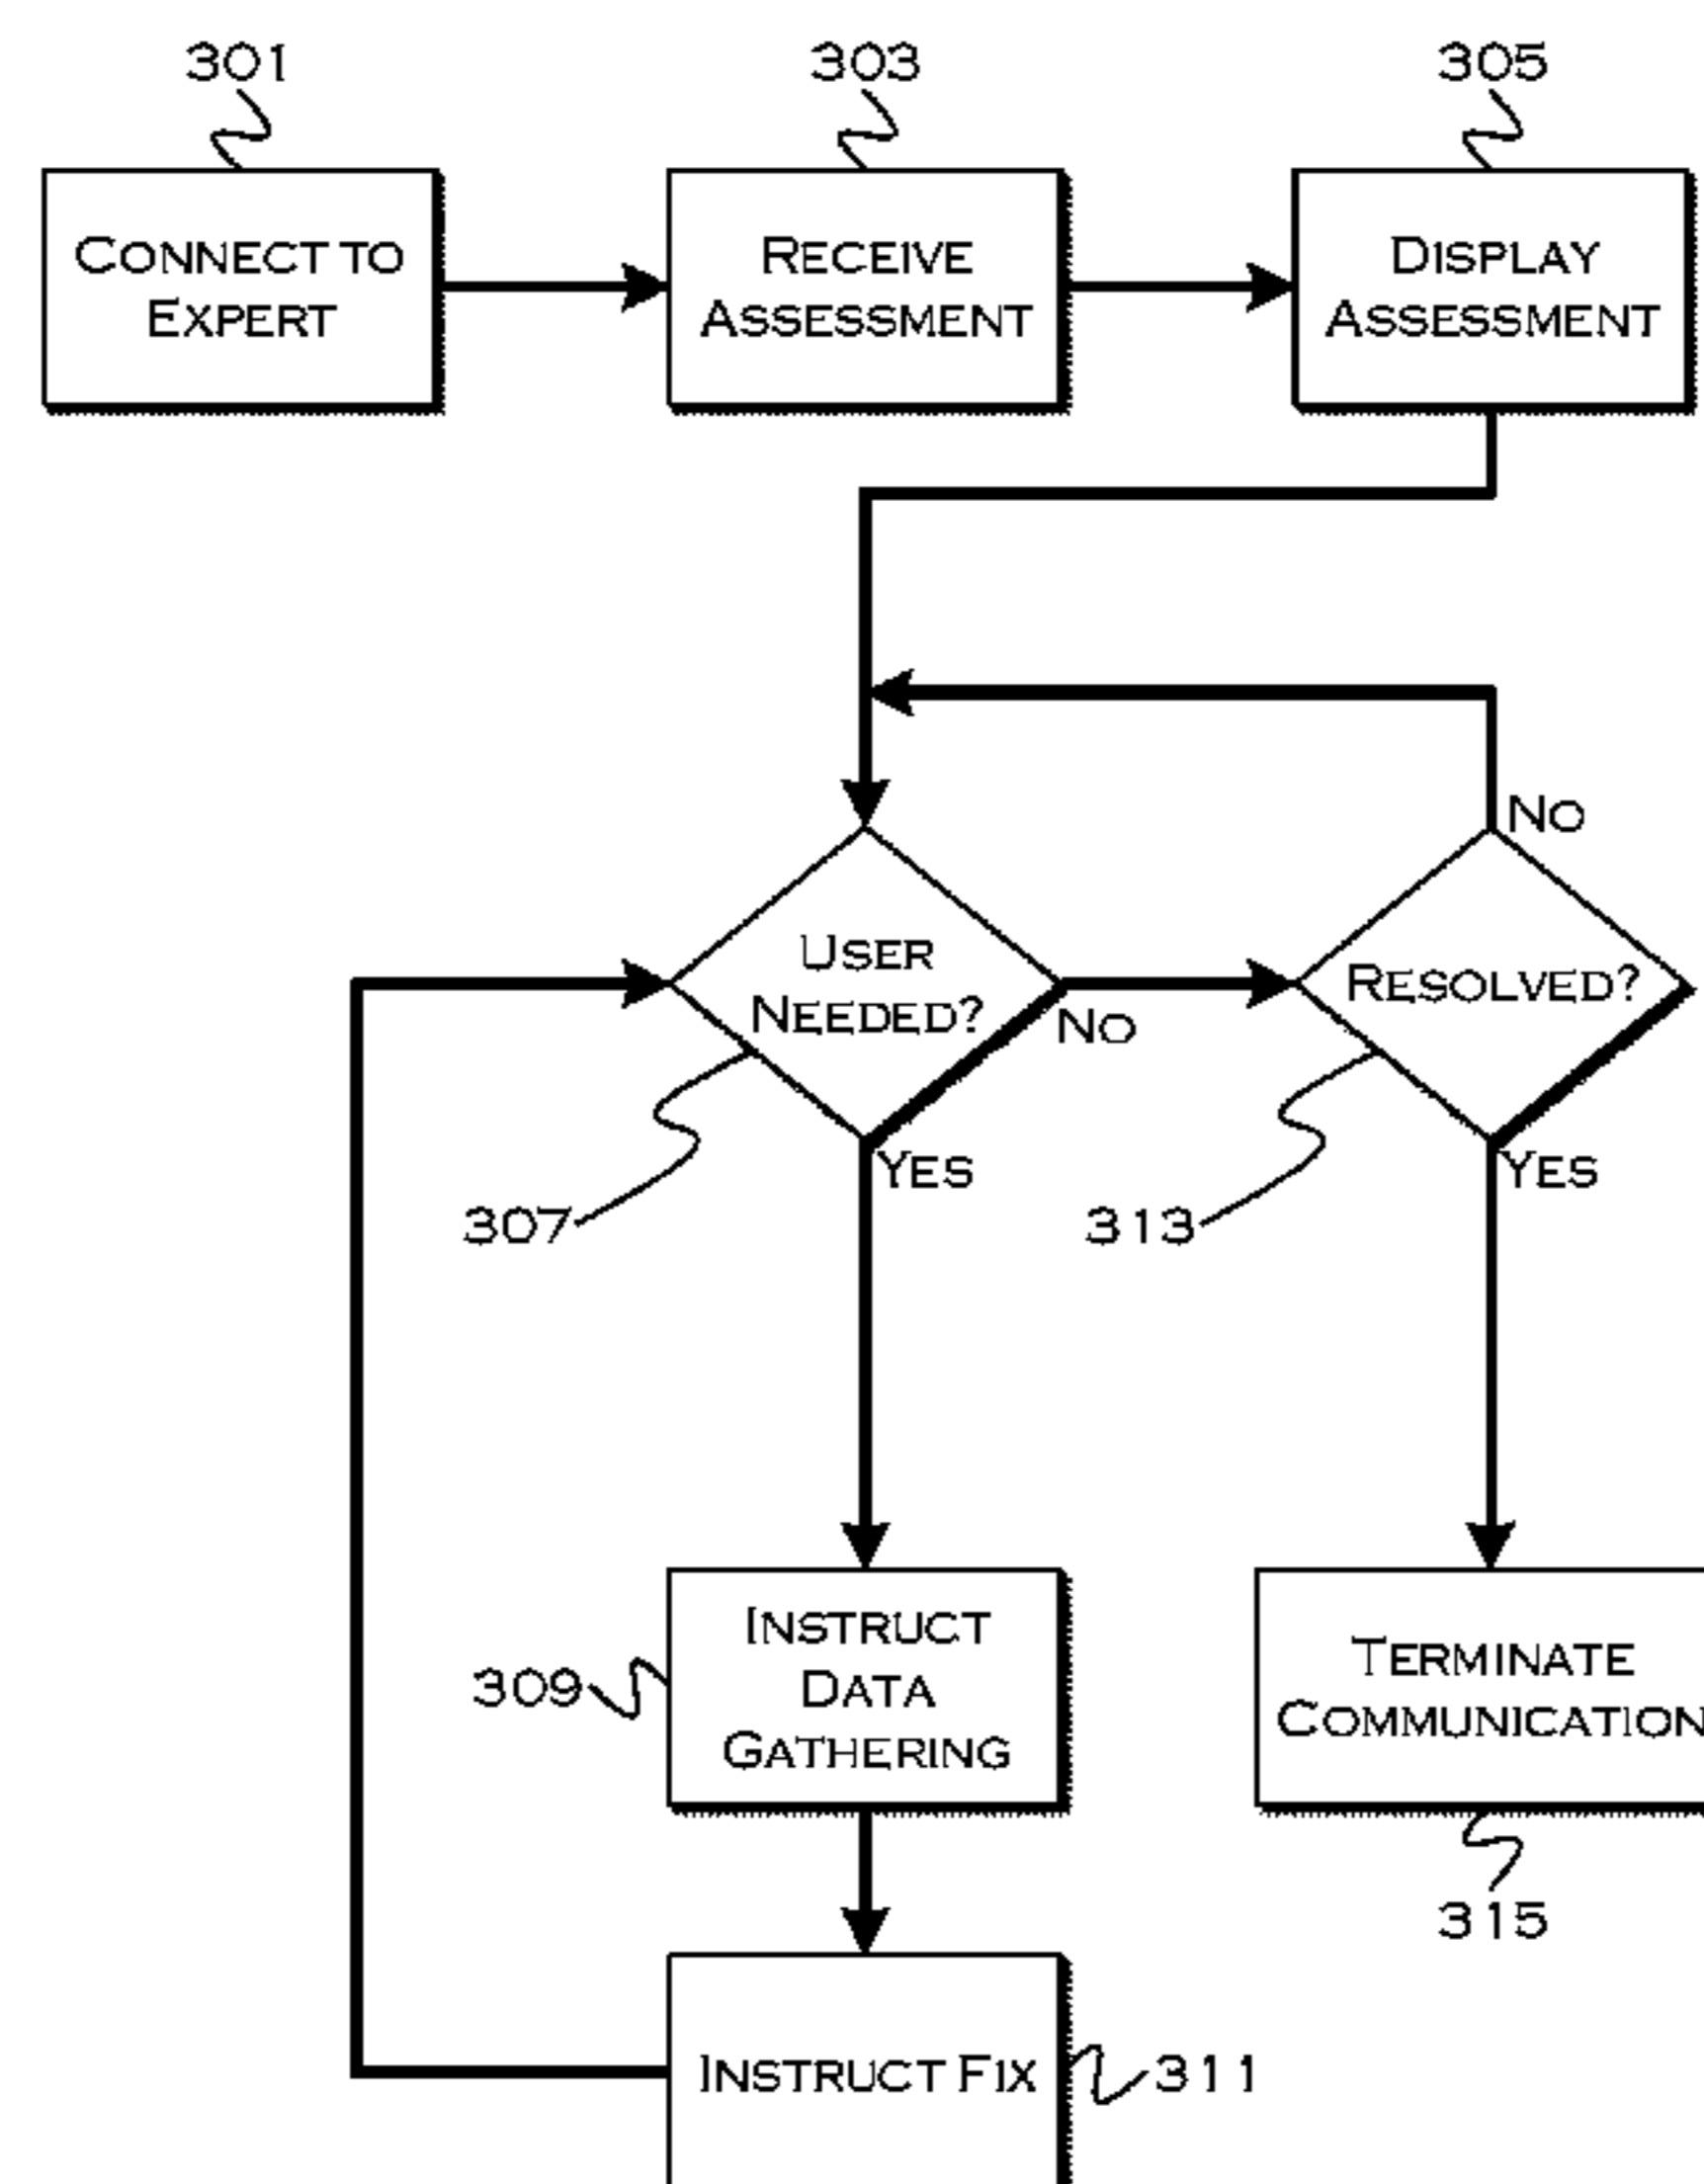 301
303
305
CONNECT TO
EXPERT
RECEIVE
ASSESSMENT
DISPLAY
ASSESSMENT
NO
USER
NEEDED?
RESOLVED?
NO
YES
YES
307
313
INSTRUCT
DATA
GATHERING
309
TERMINATE
COMMUNICATION
315
INSTRUCT FIX
311